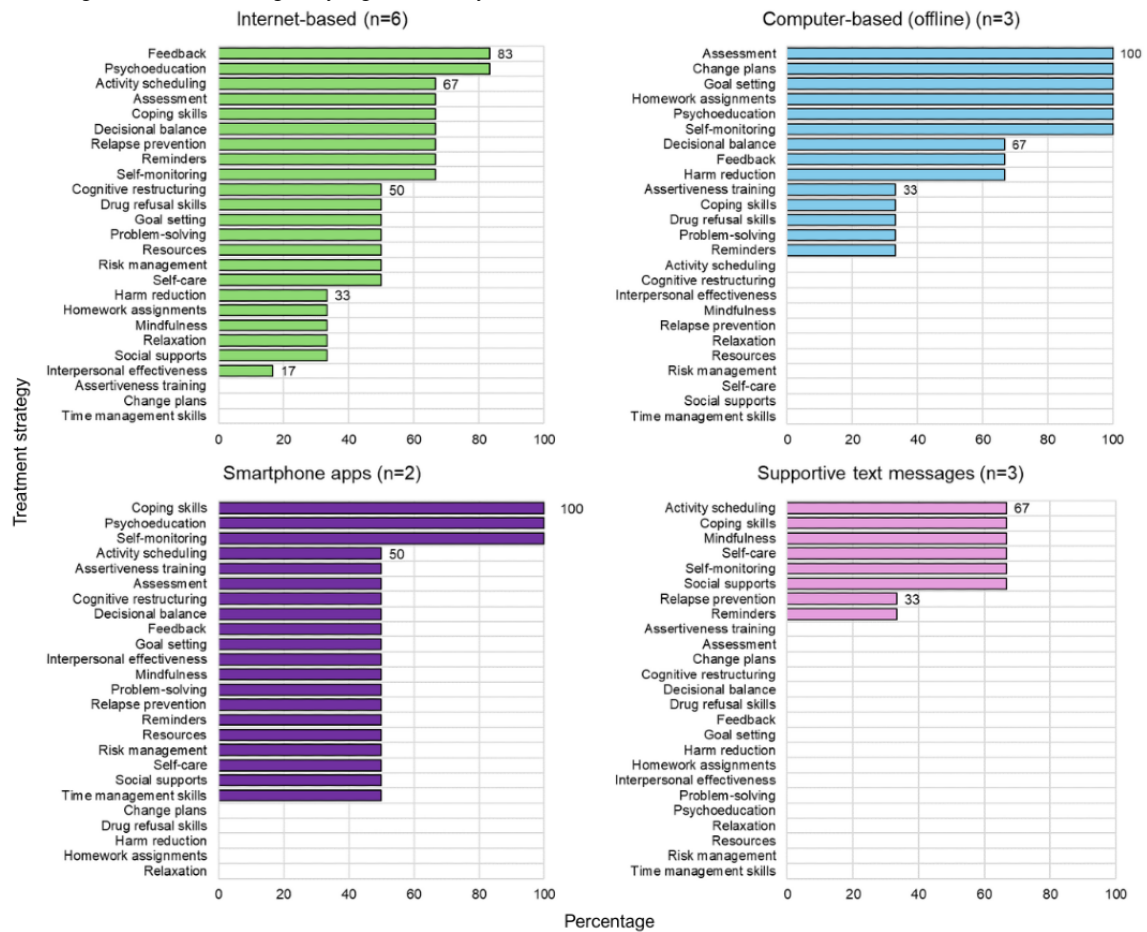 Internet-based (n=6)
Feedback 83
Psychoeducation
Activity scheduling 67
Assessment
Coping skills
Decisional balance
Relapse prevention
Reminders
Self-monitoring
Cognitive restructuring 50
Drug refusal skills
Goal setting
Problem-solving
Resources
Risk management
Self-care
Harm reduction 33
Homework assignments
Mindfulness
Relaxation
Social supports
Interpersonal effectiveness 17
Assertiveness training
Change plans
Time management skills
0 20 40 60 80 100
Computer-based (offline) (n=3)
Assessment 100
Change plans
Goal setting
Homework assignments
Psychoeducation
Self-monitoring
Decisional balance 67
Feedback
Harm reduction
Assertiveness training 33
Coping skills
Drug refusal skills
Problem-solving
Reminders
Activity scheduling
Cognitive restructuring
Interpersonal effectiveness
Mindfulness
Relapse prevention
Relaxation
Resources
Risk management
Self-care
Social supports
Time management skills
0 20 40 60 80 100
Treatment strategy
Smartphone apps (n=2)
Coping skills 100
Psychoeducation
Self-monitoring
Activity scheduling 50
Assertiveness training
Assessment
Cognitive restructuring
Decisional balance
Feedback
Goal setting
Interpersonal effectiveness
Mindfulness
Problem-solving
Relapse prevention
Reminders
Resources
Risk management
Self-care
Social supports
Time management skills
Change plans
Drug refusal skills
Harm reduction
Homework assignments
Relaxation
0 20 40 60 80 100
Supportive text messages (n=3)
Activity scheduling 67
Coping skills
Mindfulness
Self-care
Self-monitoring
Social supports
Relapse prevention 33
Reminders
Assertiveness training
Assessment
Change plans
Cognitive restructuring
Decisional balance
Drug refusal skills
Feedback
Goal setting
Harm reduction
Homework assignments
Interpersonal effectiveness
Problem-solving
Psychoeducation
Relaxation
Resources
Risk management
Time management skills
0 20 40 60 80 100
Percentage